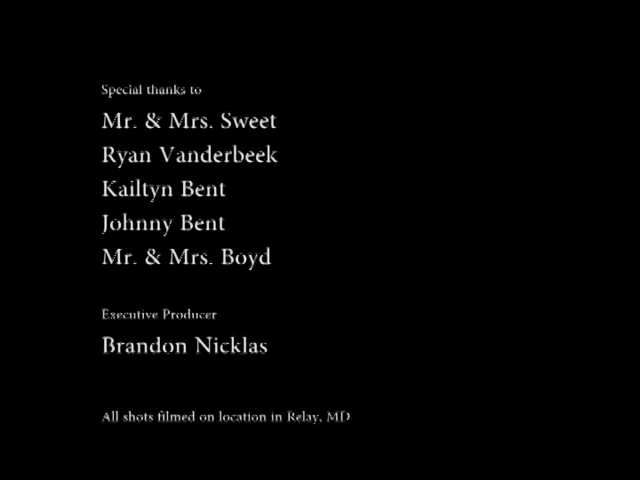 Special thanks to
Mr. & Mrs. Sweet
Ryan Vanderbeek
Kailtyn Bent
Johnny Bent
Mr. & Mrs. Boyd
Executive Producer
Brandon Nicklas
All shots filmed on location in Relay, MD